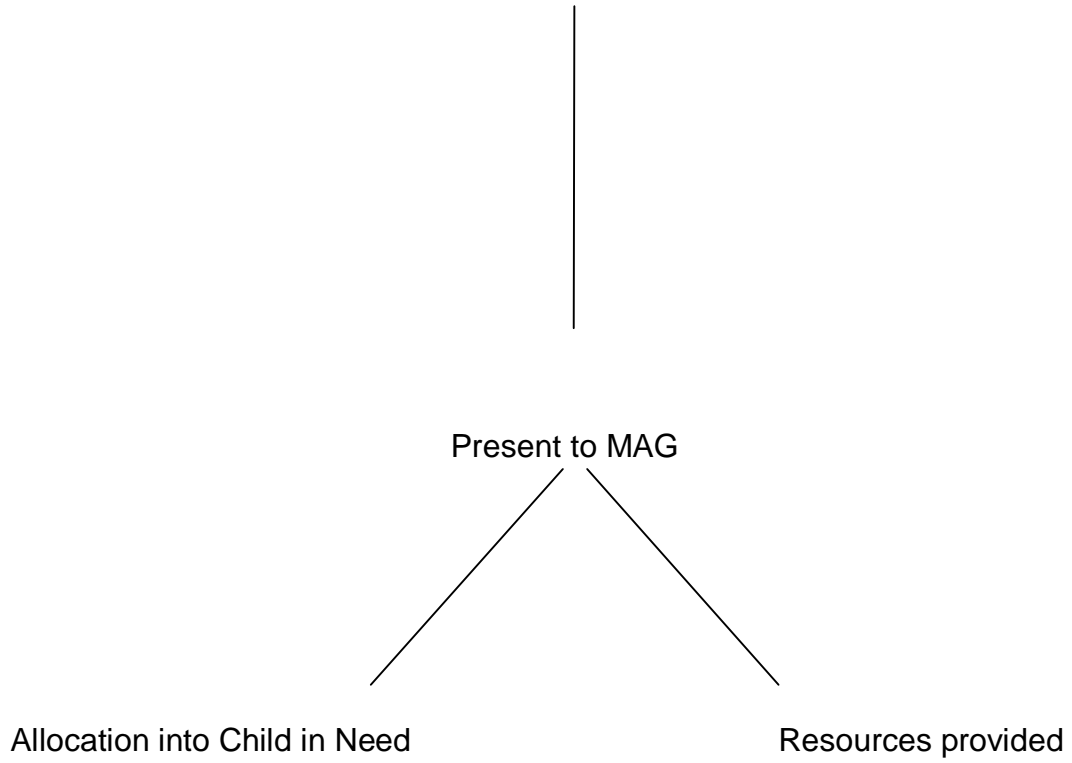 Present to MAG
Allocation into Child in Need
Resources provided